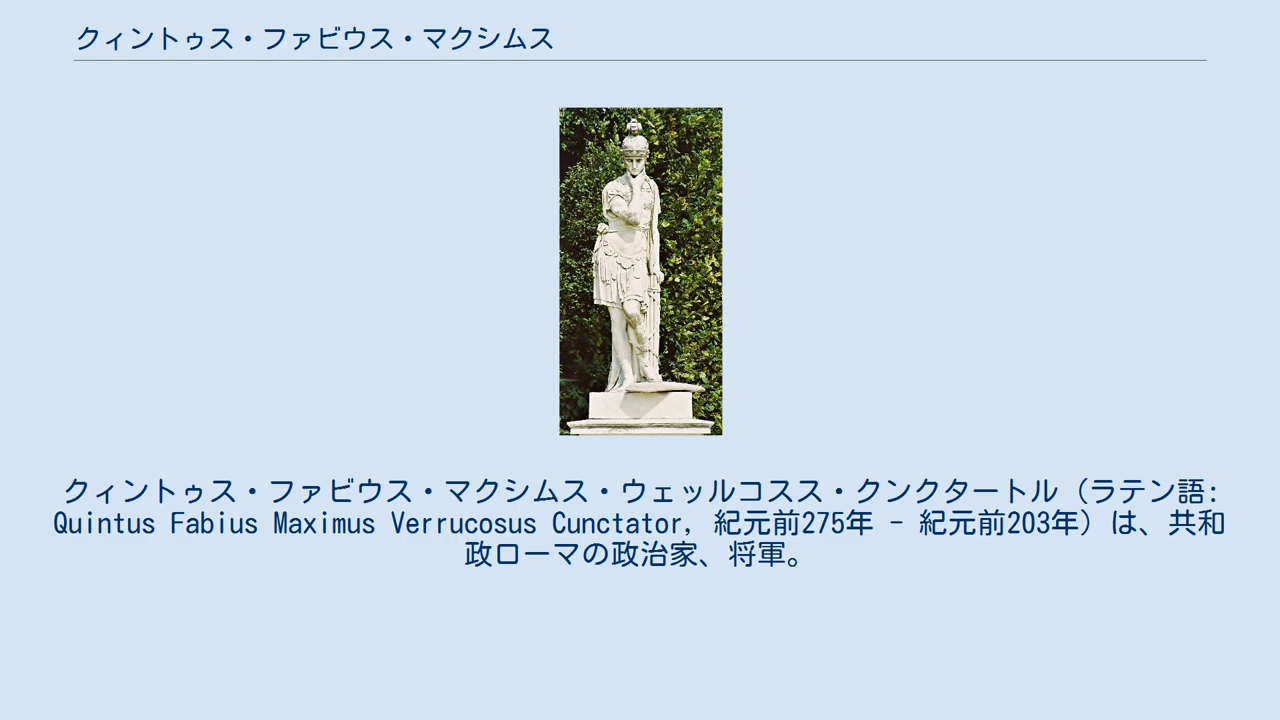 クィントゥス・ファビウス・マクシムス
クィントゥス・ファビウス・マクシムス・ウェッルコスス・クンクタートル（ラテン語:
Quintus Fabius Maximus Verrucosus Cunctator, 紀元前275年 - 紀元前203年）は、共和
政ローマの政治家、将軍。